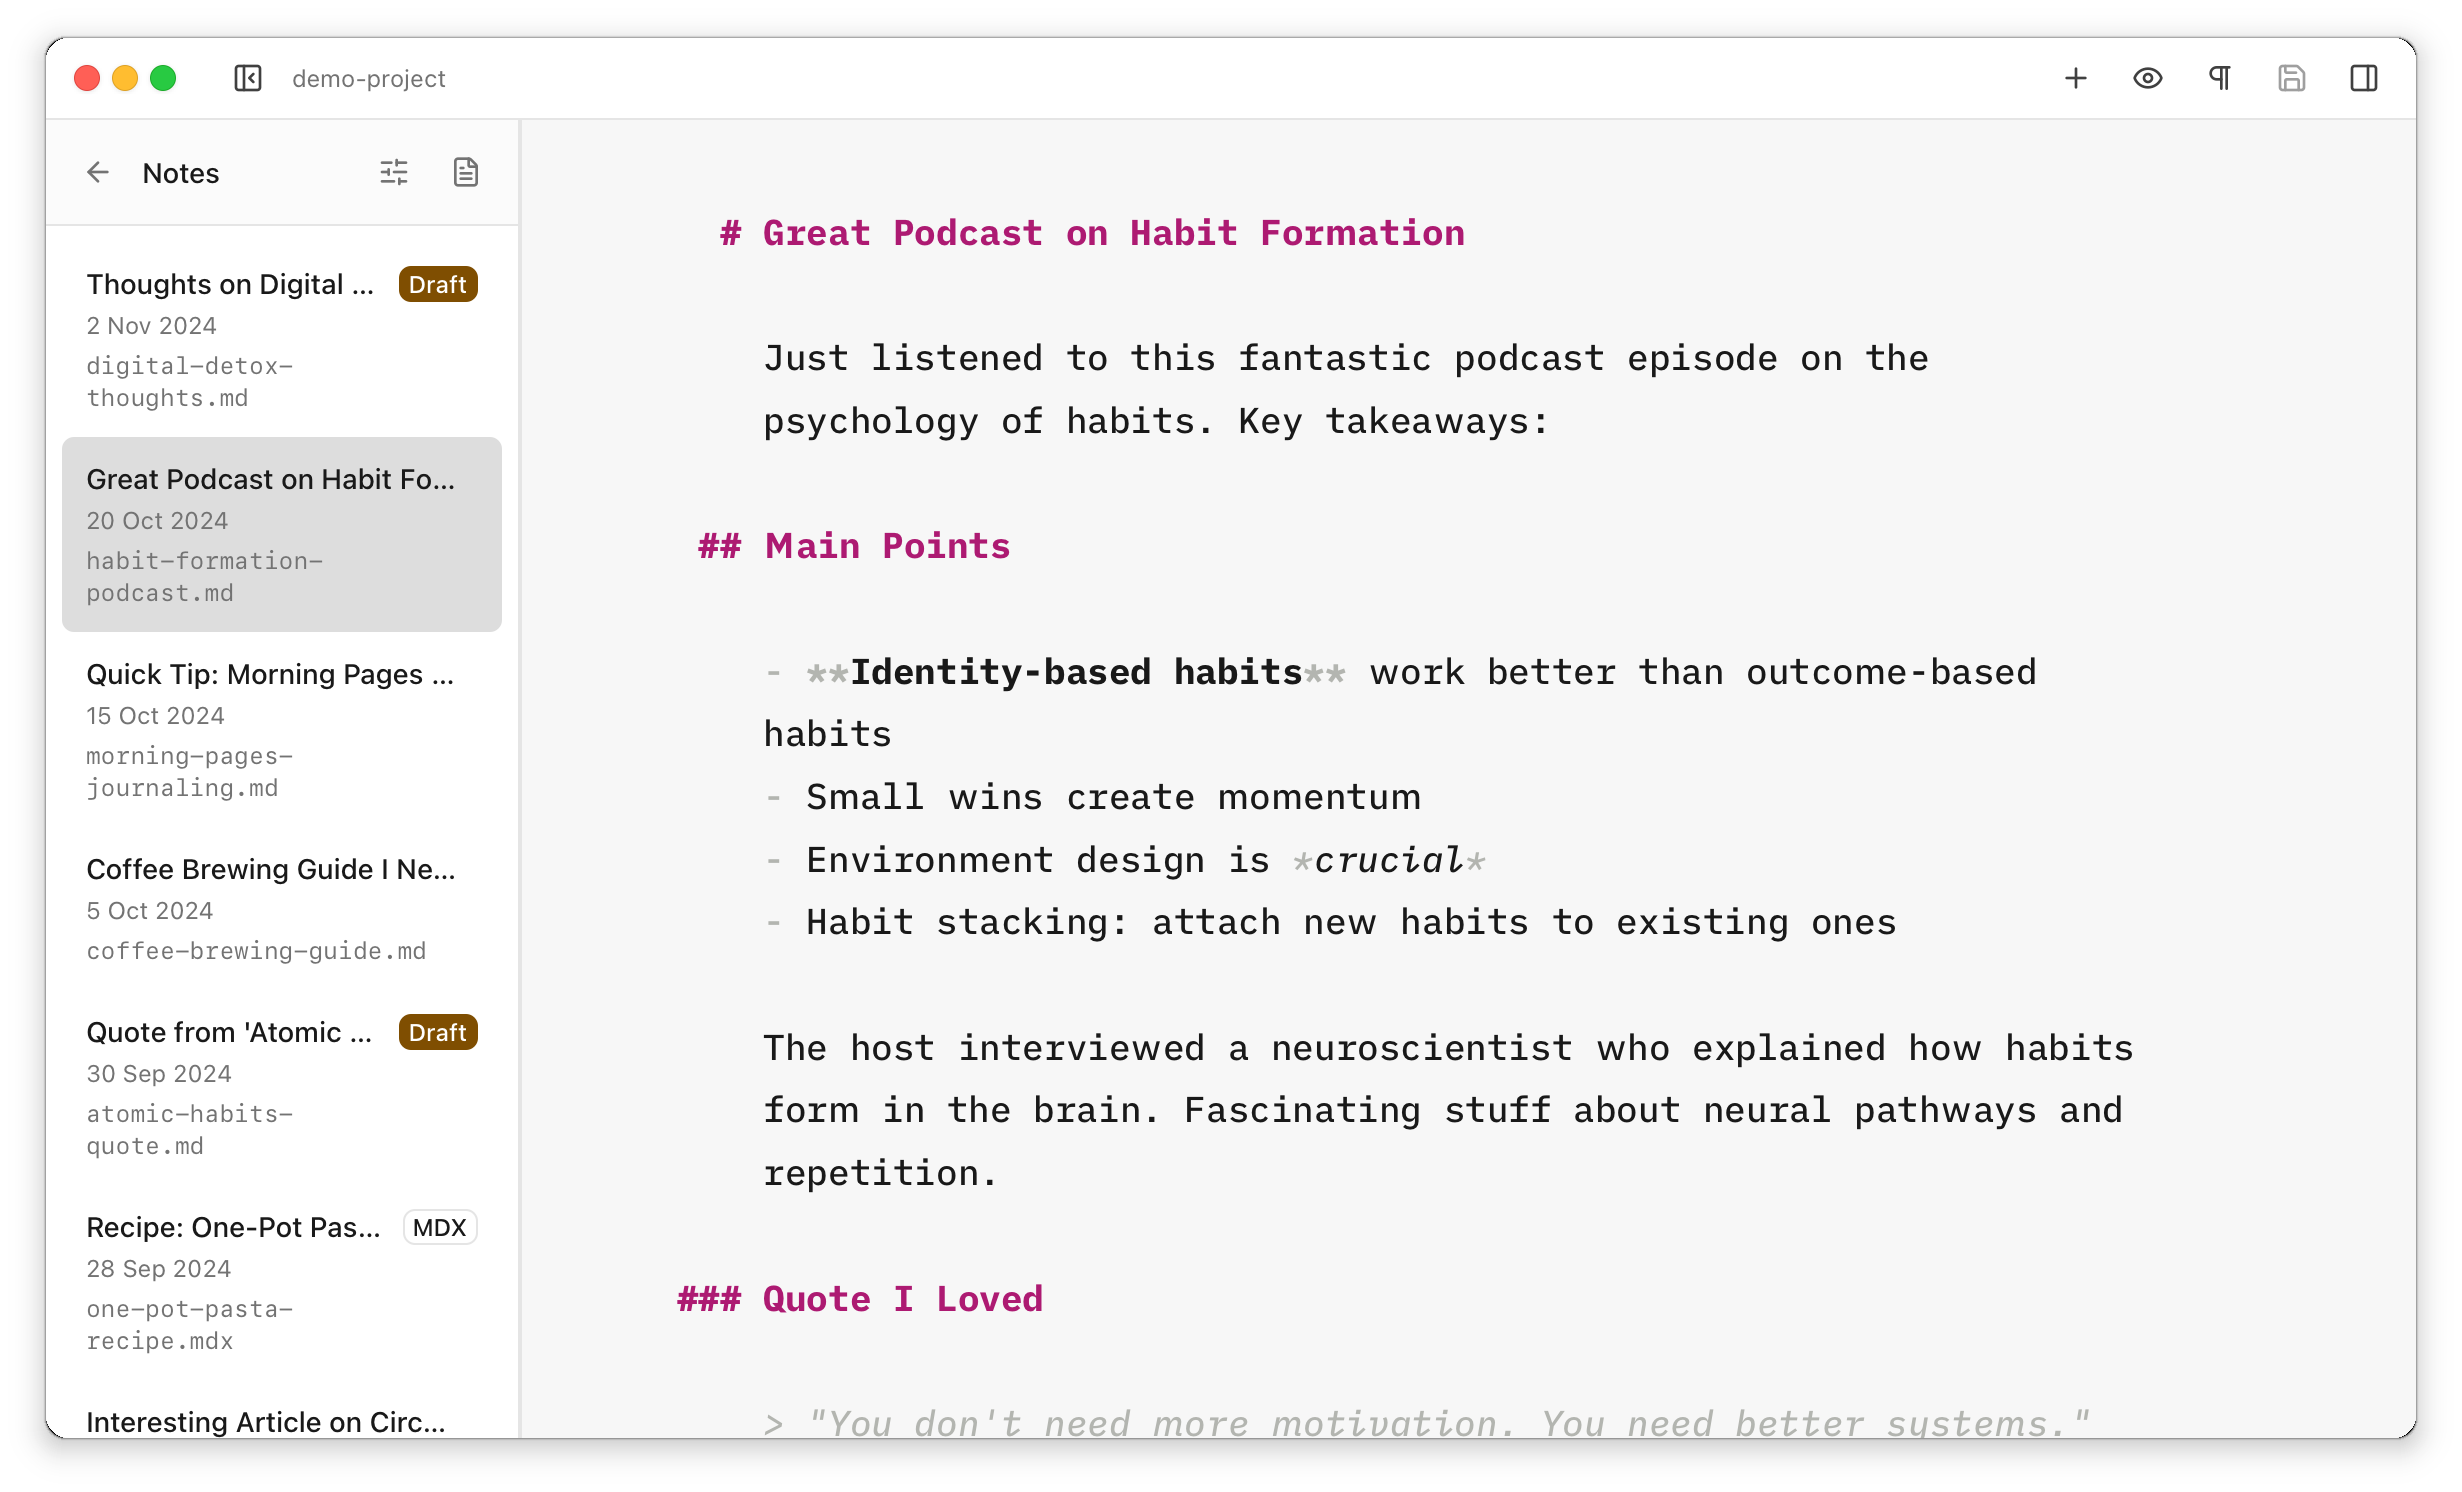 demo-project
Notes
Thoughts on Digital ...
Draft
2 Nov 2024
digital-detox-
thoughts.md
Great Podcast on Habit Fo...
20 Oct 2024
habit-formation-
podcast.md
Quick Tip: Morning Pages ...
15 Oct 2024
morning-pages-
journaling.md
Coffee Brewing Guide I Ne...
5 Oct 2024
coffee-brewing-guide.md
Quote from 'Atomic ...
Draft
30 Sep 2024
atomic-habits-
quote.md
Recipe: One-Pot Pas...
MDX
28 Sep 2024
one-pot-pasta-
recipe.mdx
Interesting Article on Circ...
# Great Podcast on Habit Formation
Just listened to this fantastic podcast episode on the
psychology of habits. Key takeaways:
## Main Points
- **Identity-based habits** work better than outcome-based
habits
- Small wins create momentum
- Environment design is *crucial*
- Habit stacking: attach new habits to existing ones
The host interviewed a neuroscientist who explained how habits
form in the brain. Fascinating stuff about neural pathways and
repetition.
### Quote I Loved
> "You don't need more motivation. You need better systems."